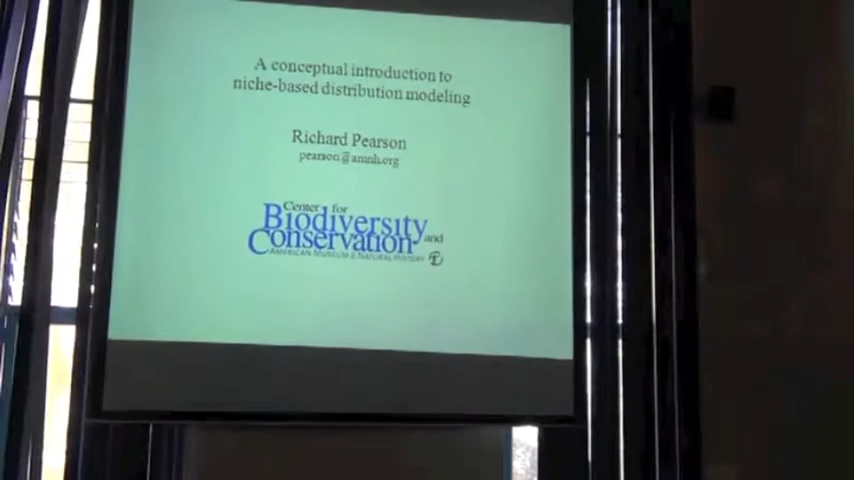 A conceptual introduction to
niche-based distribution modeling
Richard Pearson
pearson@amnh.org
Center for
Biodiversity and
Conservation
AMERICAN MUSEUM & NATURAL HISTORY